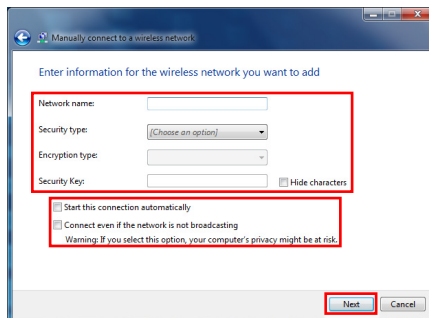 Manually connect to a wireless network
Enter information for the wireless network you want to add
Network name:
Security type:
[Choose an option]
Encryption type:
Security Key:
Hide characters
Start this connection automatically
Connect even if the network is not broadcasting
Warning: If you select this option, your computer's privacy might be at risk.
Next
Cancel